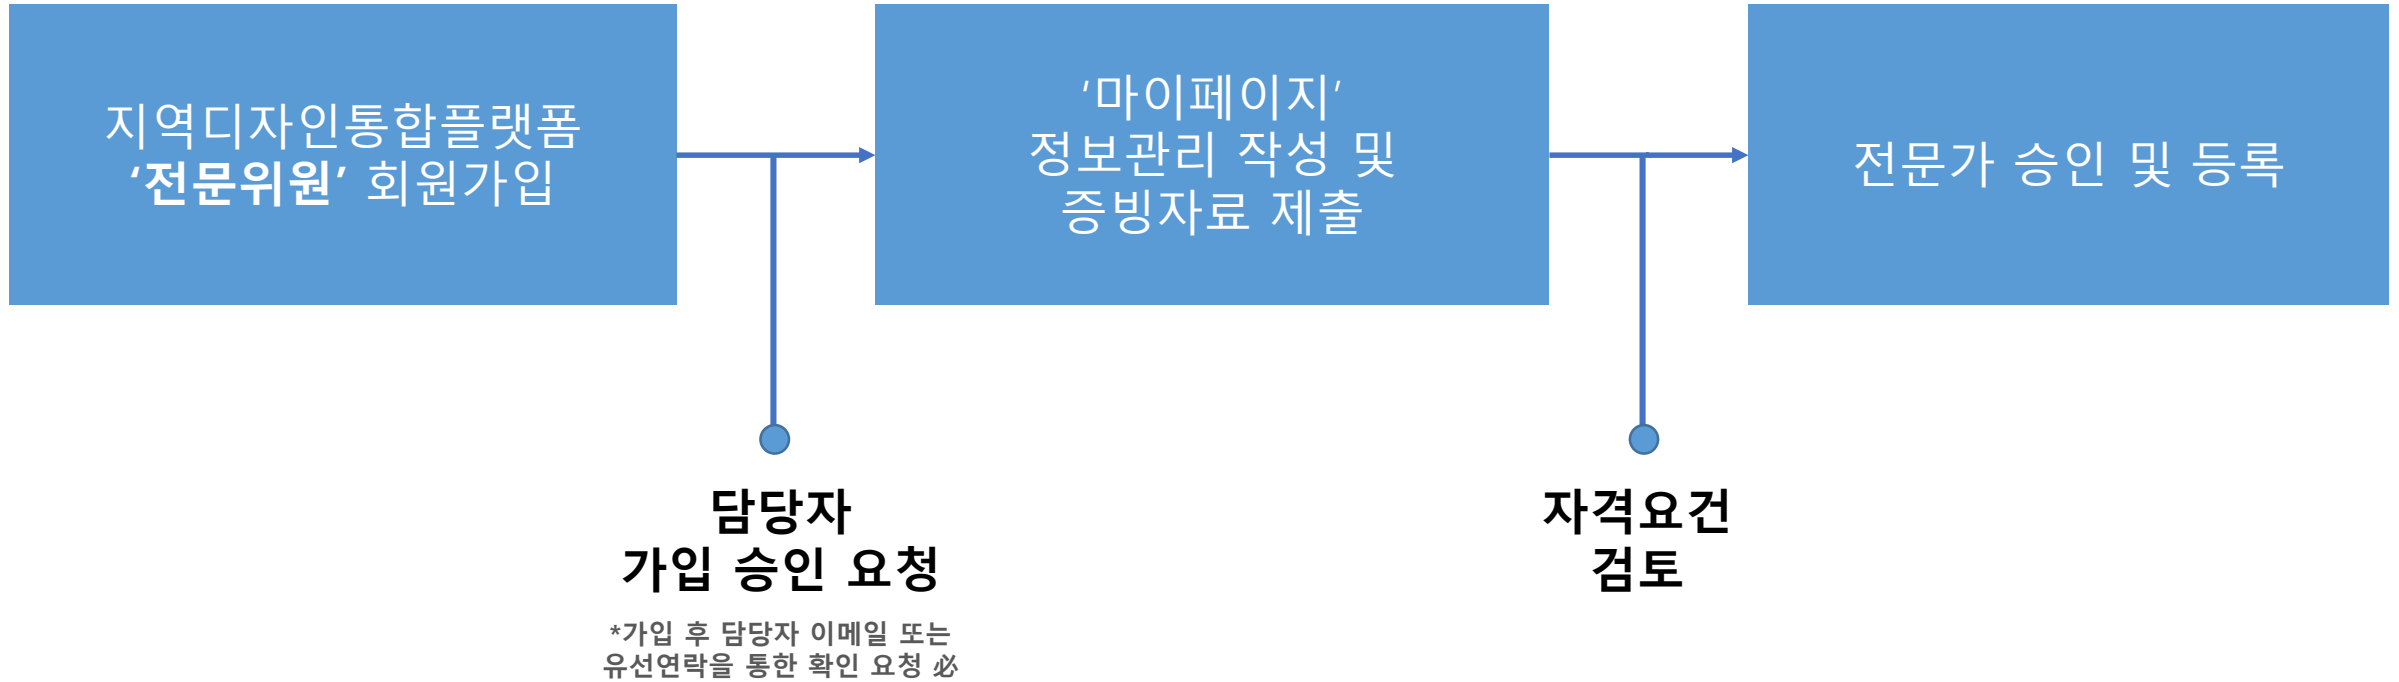 지역디자인통합플랫폼
‘전문위원’ 회원가입
‘마이페이지’
정보관리 작성 및
증빙자료 제출
전문가 승인 및 등록
담당자
가입 승인 요청
*가입 후 담당자 이메일 또는
유선연락을 통한 확인 요청 必
자격요건
검토